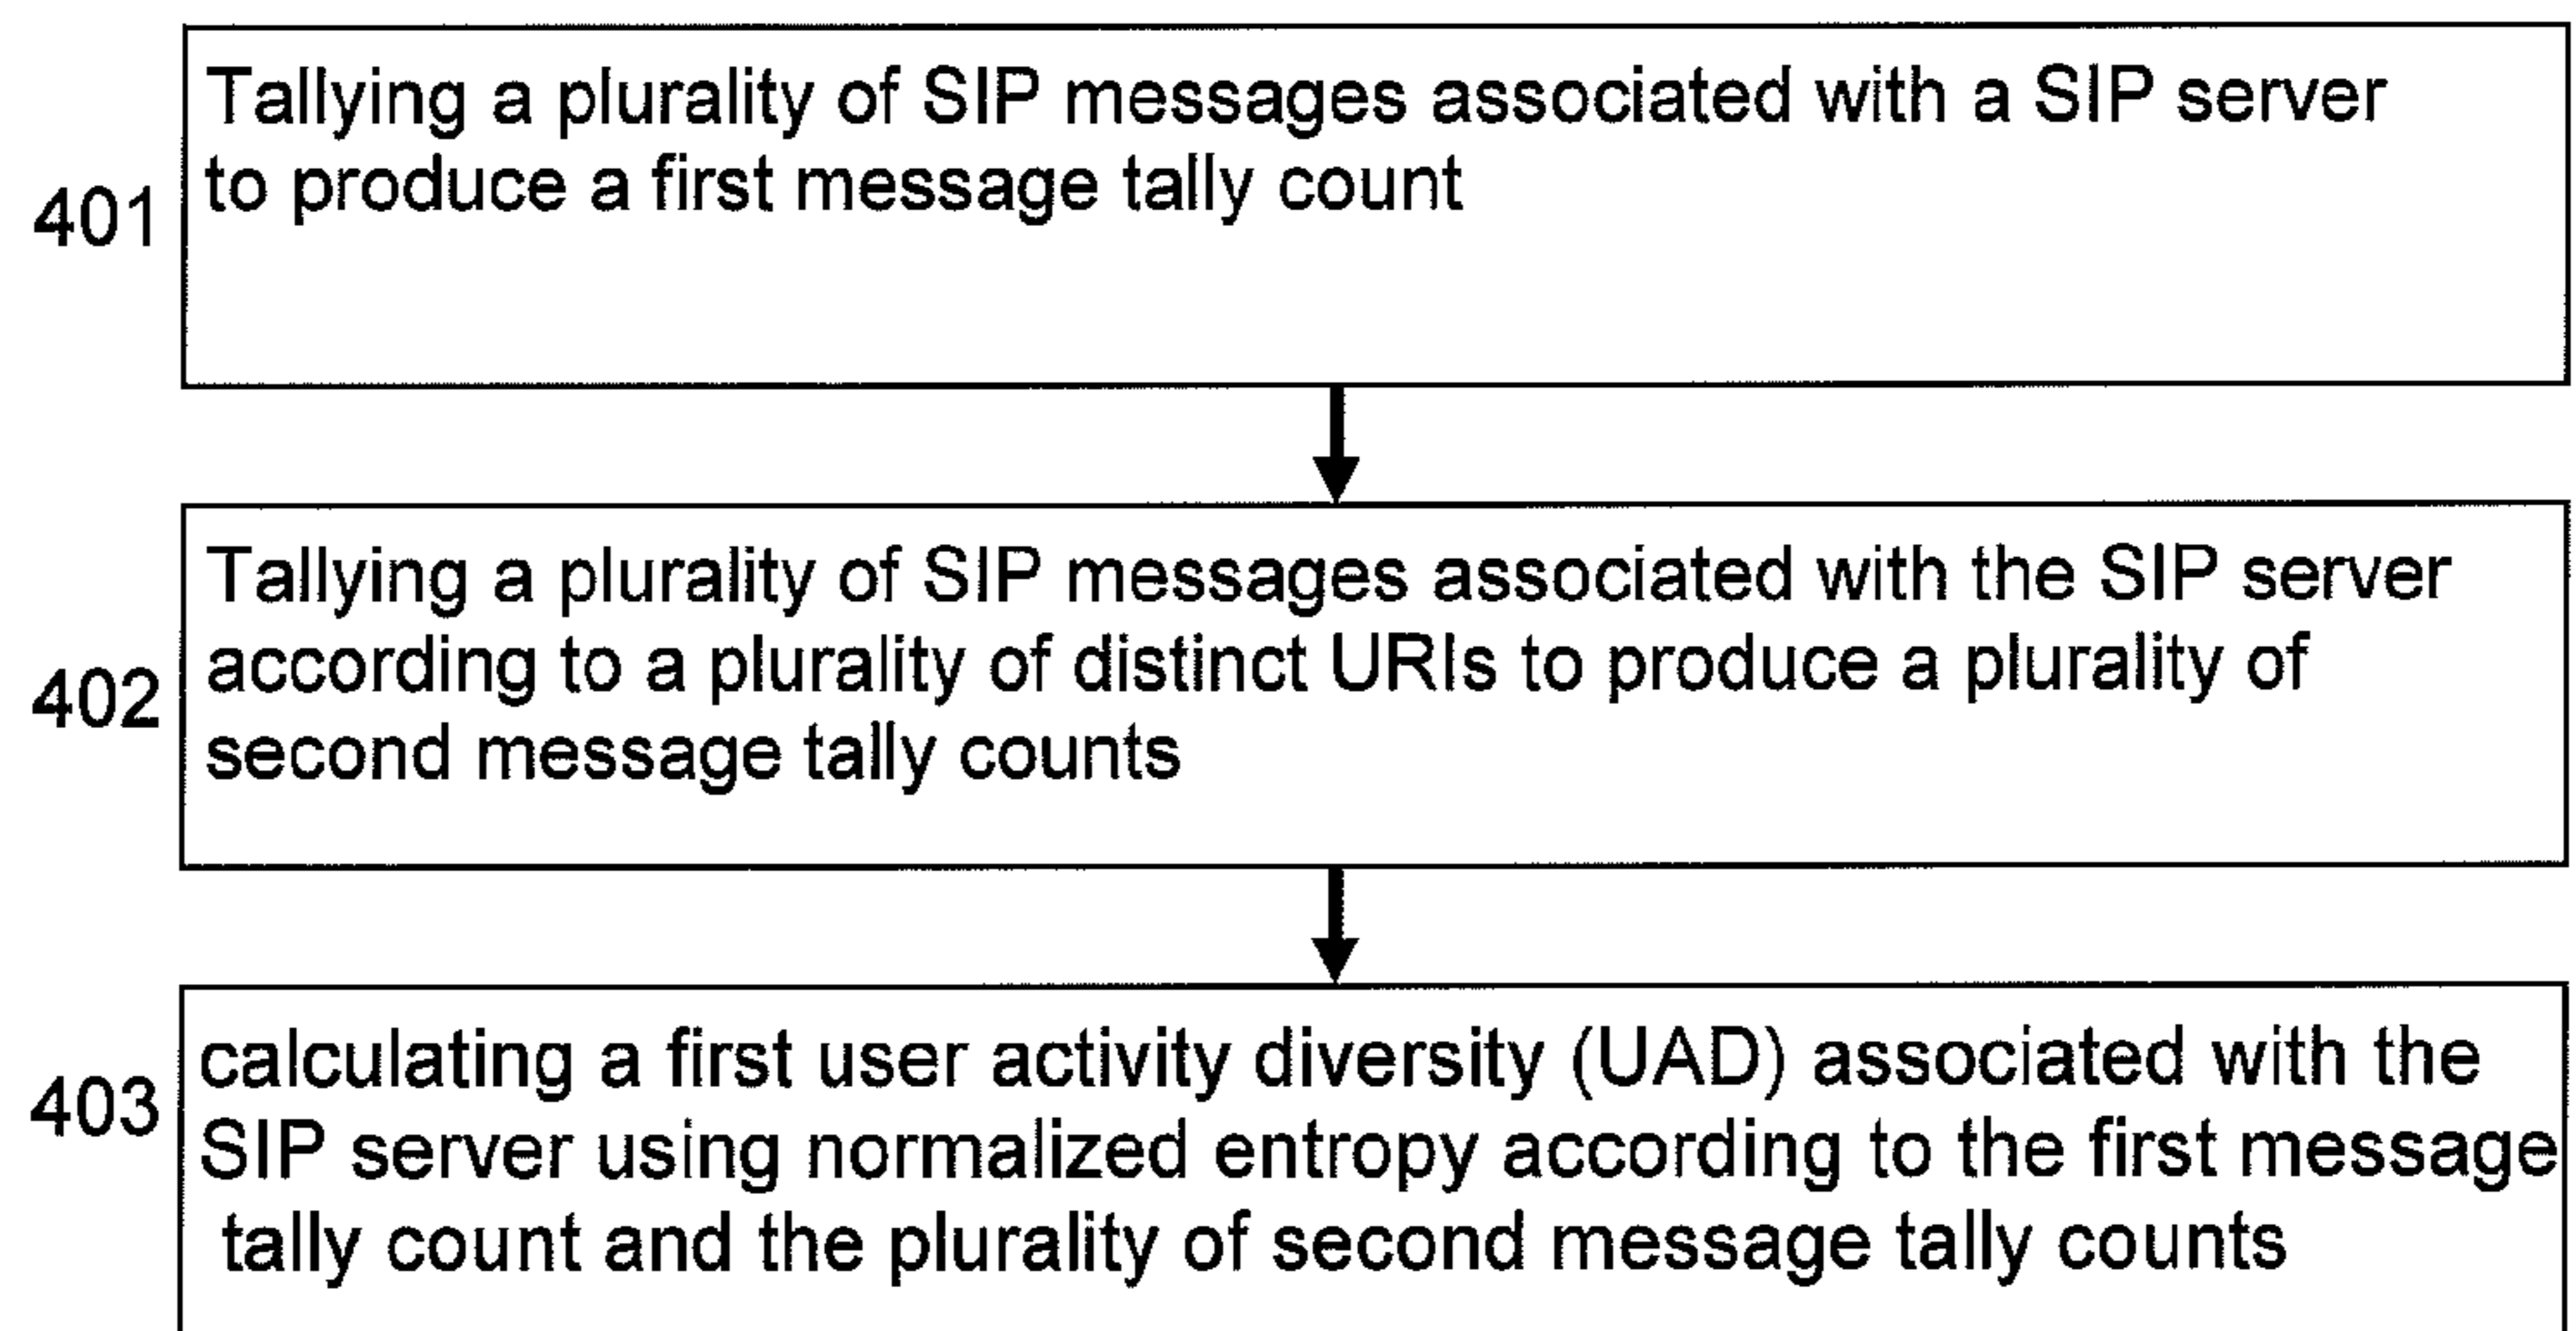 Tallying a plurality of SIP messages associated with a SIP server
to produce a first message tally count
401
Tallying a plurality of SIP messages associated with the SIP server
according to a plurality of distinct URIs to produce a plurality of
second message tally counts
402
calculating a first user activity diversity (UAD) associated with the
SIP server using normalized entropy according to the first message
tally count and the plurality of second message tally counts
403